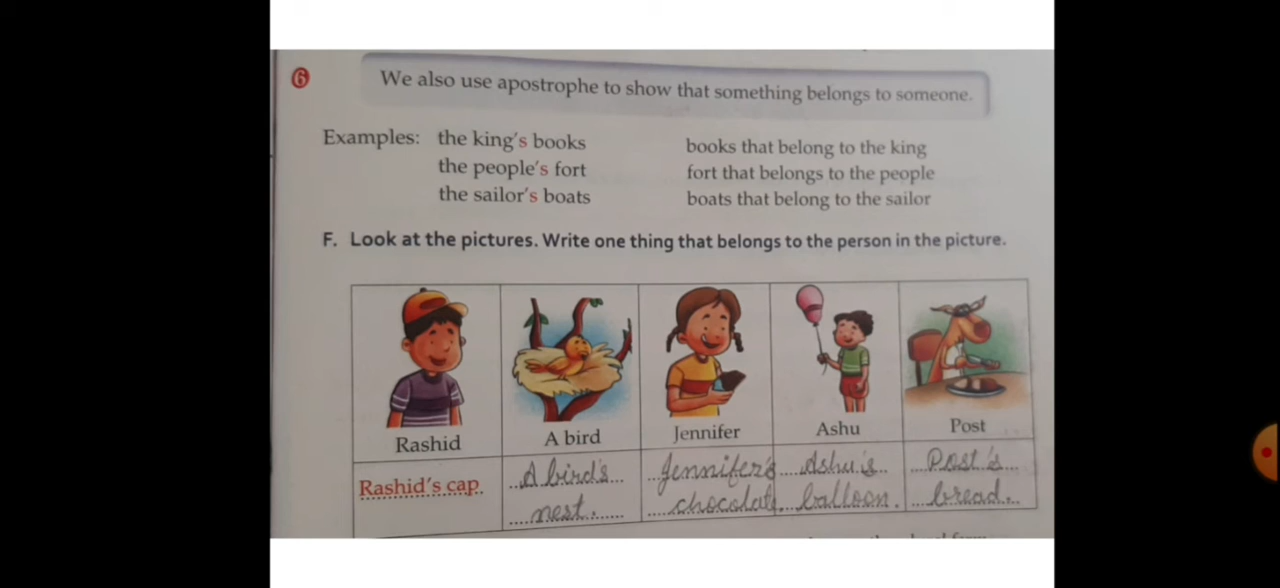 6
We also use apostrophe to show that something belongs to someone.
Examples: the king's books books that belong to the king
the people's fort fort that belongs to the people
the sailor's boats boats that belong to the sailor
F. Look at the pictures. Write one thing that belongs to the person in the picture.
Rashid A bird Jennifer Ashu Post
Rashid's cap A bird's Jennifer's Ashu's Post's
nest. chocolate balloon. bread.